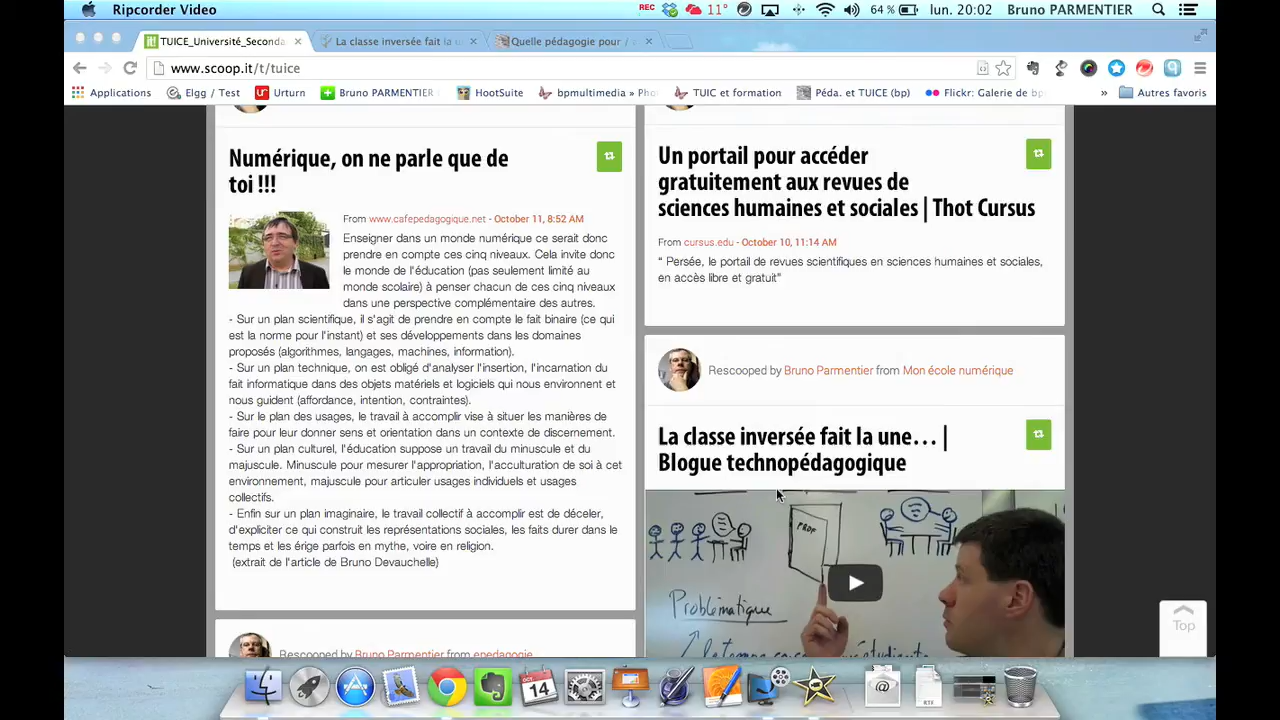 Ripcorder Video
REC
11°
64 %
lun. 20:02
Bruno PARMENTIER
TUICE_Université_Seconda
La classe inversée fait la u
Quelle pédagogie pour /
www.scoop.it/t/tuice
Applications
Elgg / Test
Urturn
Bruno PARMENTIER
HootSuite
bpmultimedia » Pho
TUIC et formation
Péda. et TUICE (bp)
Flickr: Galerie de bp
»
Autres favoris
Numérique, on ne parle que de
toi !!!
From www.cafepedagogique.net - October 11, 8:52 AM
Enseigner dans un monde numérique ce serait donc
prendre en compte ces cinq niveaux. Cela invite donc
le monde de l'éducation (pas seulement limité au
monde scolaire) à penser chacun de ces cinq niveaux
dans une perspective complémentaire des autres.
- Sur un plan scientifique, il s'agit de prendre en compte le fait binaire (ce qui
est la norme pour l'instant) et ses développements dans les domaines
proposés (algorithmes, langages, machines, information).
- Sur un plan technique, on est obligé d'analyser l'insertion, l'incarnation du
fait informatique dans des objets matériels et logiciels qui nous environnent et
nous guident (affordance, intention, contraintes).
- Sur le plan des usages, le travail à accomplir vise à situer les manières de
faire pour leur donner sens et orientation dans un contexte de discernement.
- Sur un plan culturel, l'éducation suppose un travail du minuscule et du
majuscule. Minuscule pour mesurer l'appropriation, l'acculturation de soi à cet
environnement, majuscule pour articuler usages individuels et usages
collectifs.
- Enfin sur un plan imaginaire, le travail collectif à accomplir est de déceler,
d'expliciter ce qui construit les représentations sociales, les faits durer dans le
temps et les érige parfois en mythe, voire en religion.
(extrait de l'article de Bruno Devauchelle)
Rescooped by Bruno Parmentier from epedagogie
Un portail pour accéder
gratuitement aux revues de
sciences humaines et sociales | Thot Cursus
From cursus.edu - October 10, 11:14 AM
“ Persée, le portail de revues scientifiques en sciences humaines et sociales,
en accès libre et gratuit”
Rescooped by Bruno Parmentier from Mon école numérique
La classe inversée fait la une… |
Blogue technopédagogique
PROF
Problématique
Top
OCT
14
@
RTF